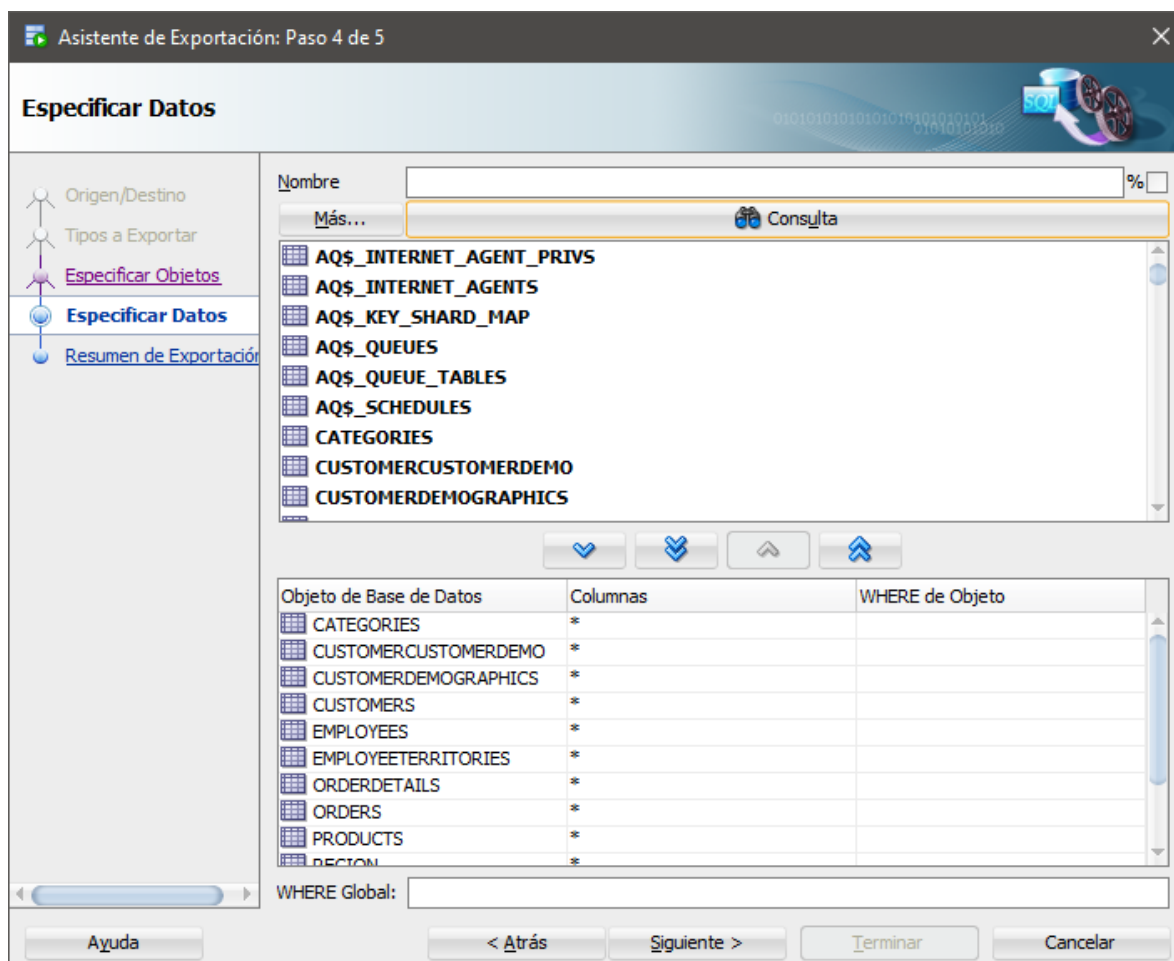 Asistente de Exportación: Paso 4 de 5
Especificar Datos
SQL
Origen/Destino
Tipos a Exportar
Especificar Objetos
Especificar Datos
Resumen de Exportación
Nombre
%
Más...
Consulta
AQ$_INTERNET_AGENT_PRIVS
AQ$_INTERNET_AGENTS
AQ$_KEY_SHARD_MAP
AQ$_QUEUES
AQ$_QUEUE_TABLES
AQ$_SCHEDULES
CATEGORIES
CUSTOMERCUSTOMERDEMO
CUSTOMERDEMOGRAPHICS
Objeto de Base de Datos Columnas WHERE de Objeto
CATEGORIES *
CUSTOMERCUSTOMERDEMO *
CUSTOMERDEMOGRAPHICS *
CUSTOMERS *
EMPLOYEES *
EMPLOYEETERRITORIES *
ORDERDETAILS *
ORDERS *
PRODUCTS *
REGION *
WHERE Global:
Ayuda < Atrás Siguiente > Terminar Cancelar